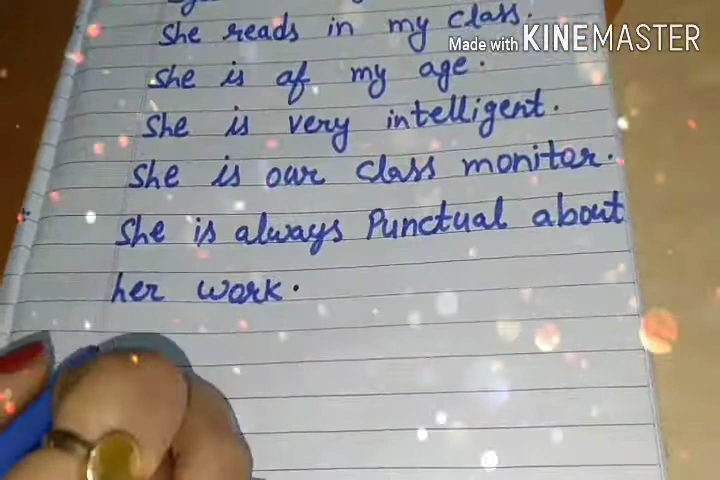 She reads in my class.
Made with KINEMASTER
She is of my age.
She is very intelligent.
She is our class monitor.
She is always Punctual about
her work.